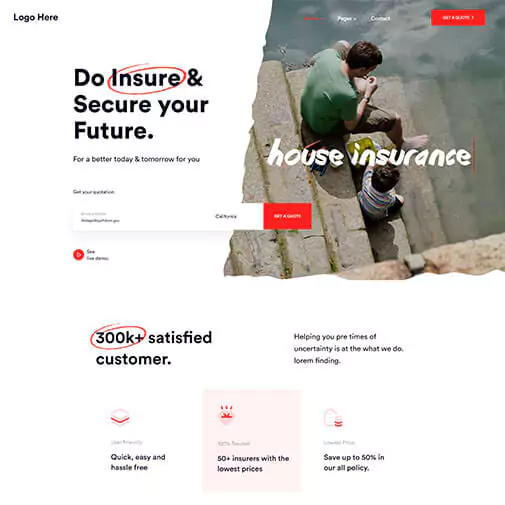 Logo Here
Home Pages Contact
GET A QUOTE
Do Insure &
Secure your
Future.
For a better today & tomorrow for you
house insurance
Get your quotation.
California
GET A QUOTE
See
live demo.
300k+ satisfied
customer.
Helping you pre times of
uncertainty is at the what we do.
lorem finding.
User Friendly
Quick, easy and
hassle free
100% Trusted
50+ insurers with the
lowest prices
Lowest Price
Save up to 50% in
our all policy.